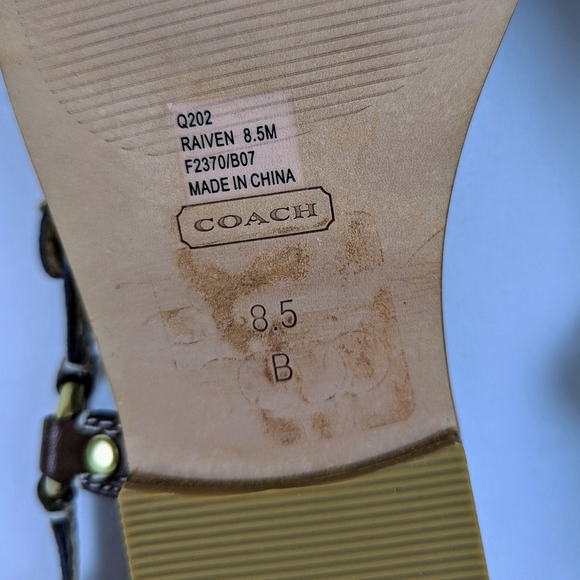 Q202
RAIVEN 8.5M
F2370/B07
MADE IN CHINA
COACH
8.5
B